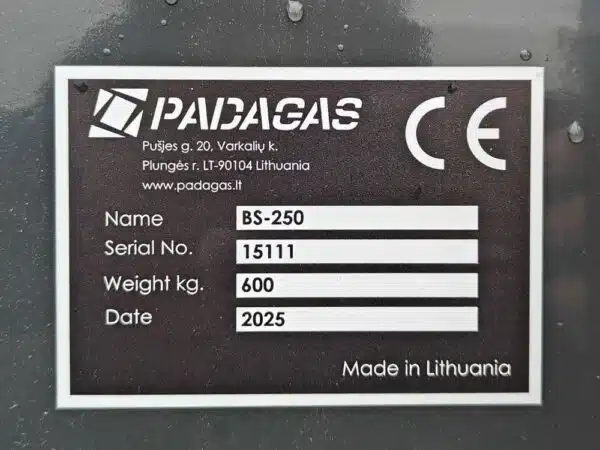 PADAGAS
CE
Pušjes g. 20, Varkalių k.
Plungės r. LT-90104 Lithuania
www.padagas.lt
Name BS-250
Serial No. 15111
Weight kg. 600
Date 2025
Made in Lithuania